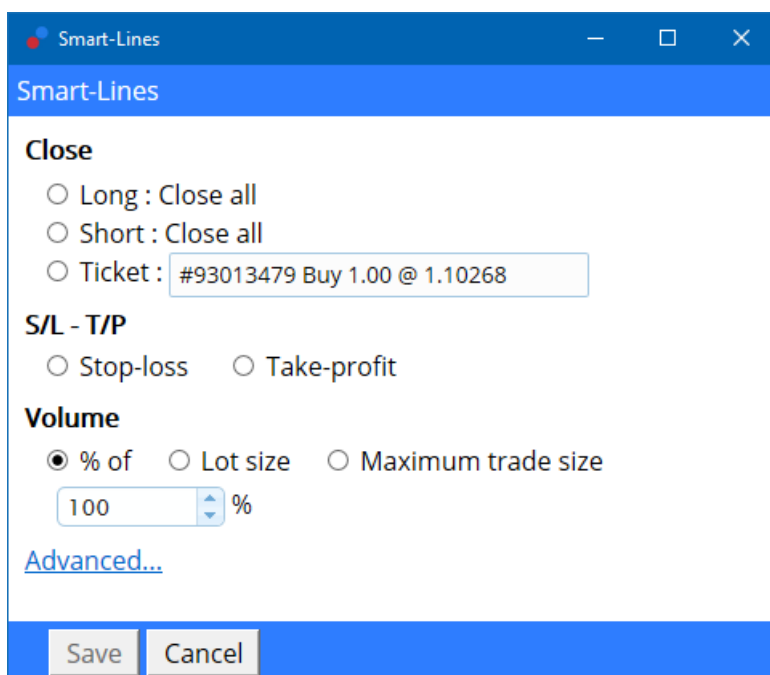 Smart-Lines
Smart-Lines
Close
Long : Close all
Short : Close all
Ticket : #93013479 Buy 1.00 @ 1.10268
S/L - T/P
Stop-loss Take-profit
Volume
% of Lot size Maximum trade size
100 %
Advanced...
Save Cancel